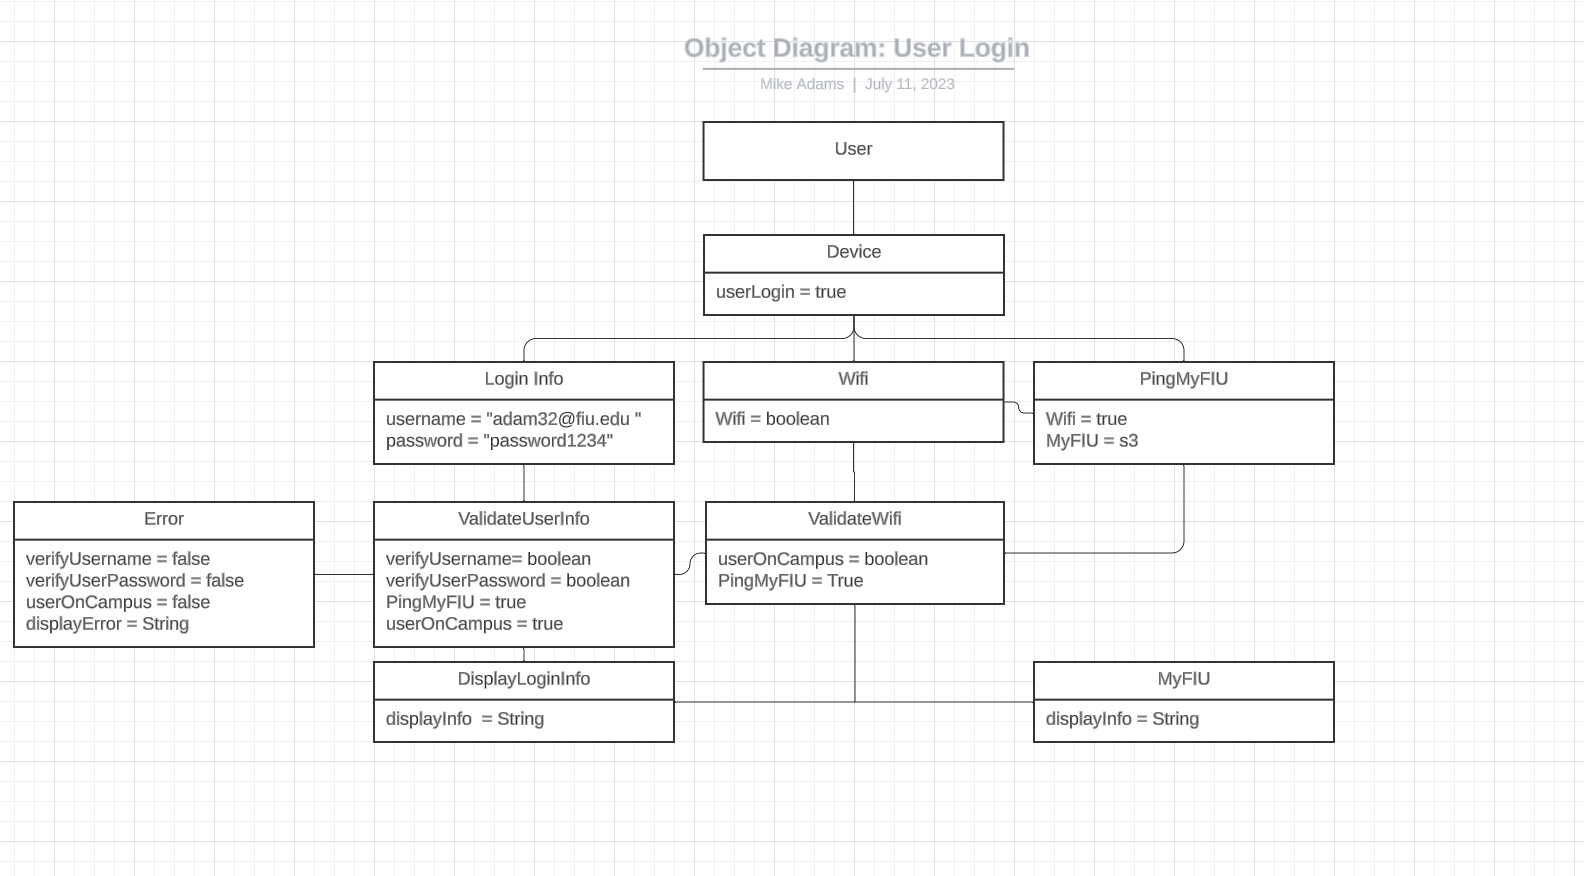 Object Diagram: User Login
Mike Adams | July 11, 2023
User
Device
userLogin = true
Login Info
username = "adam32@fiu.edu "
password = "password1234"
Wifi
Wifi = boolean
PingMyFIU
Wifi = true
MyFIU = s3
Error
verifyUsername = false
verifyUserPassword = false
userOnCampus = false
displayError = String
ValidateUserInfo
verifyUsername= boolean
verifyUserPassword = boolean
PingMyFIU = true
userOnCampus = true
ValidateWifi
userOnCampus = boolean
PingMyFIU = True
DisplayLoginInfo
displayInfo  = String
MyFIU
displayInfo = String